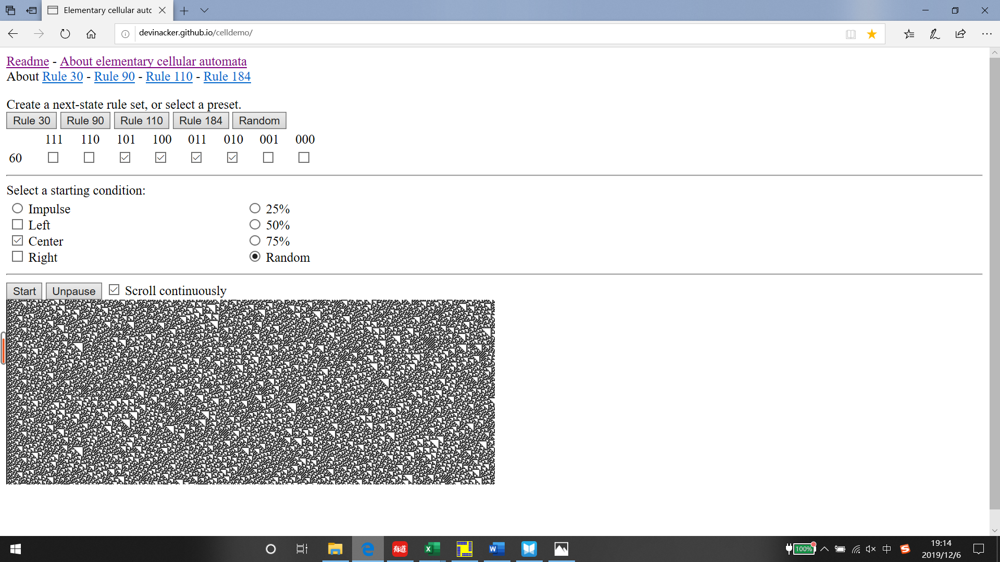 Elementary cellular autc
devinacker.github.io/celldemo/
Readme - About elementary cellular automata
About Rule 30 - Rule 90 - Rule 110 - Rule 184
Create a next-state rule set, or select a preset.
Rule 30 Rule 90 Rule 110 Rule 184 Random
111 110 101 100 011 010 001 000
60
Select a starting condition:
Impulse 25%
Left 50%
Center 75%
Right Random
Start Unpause Scroll continuously
有道
100%
中
19:14
2019/12/6